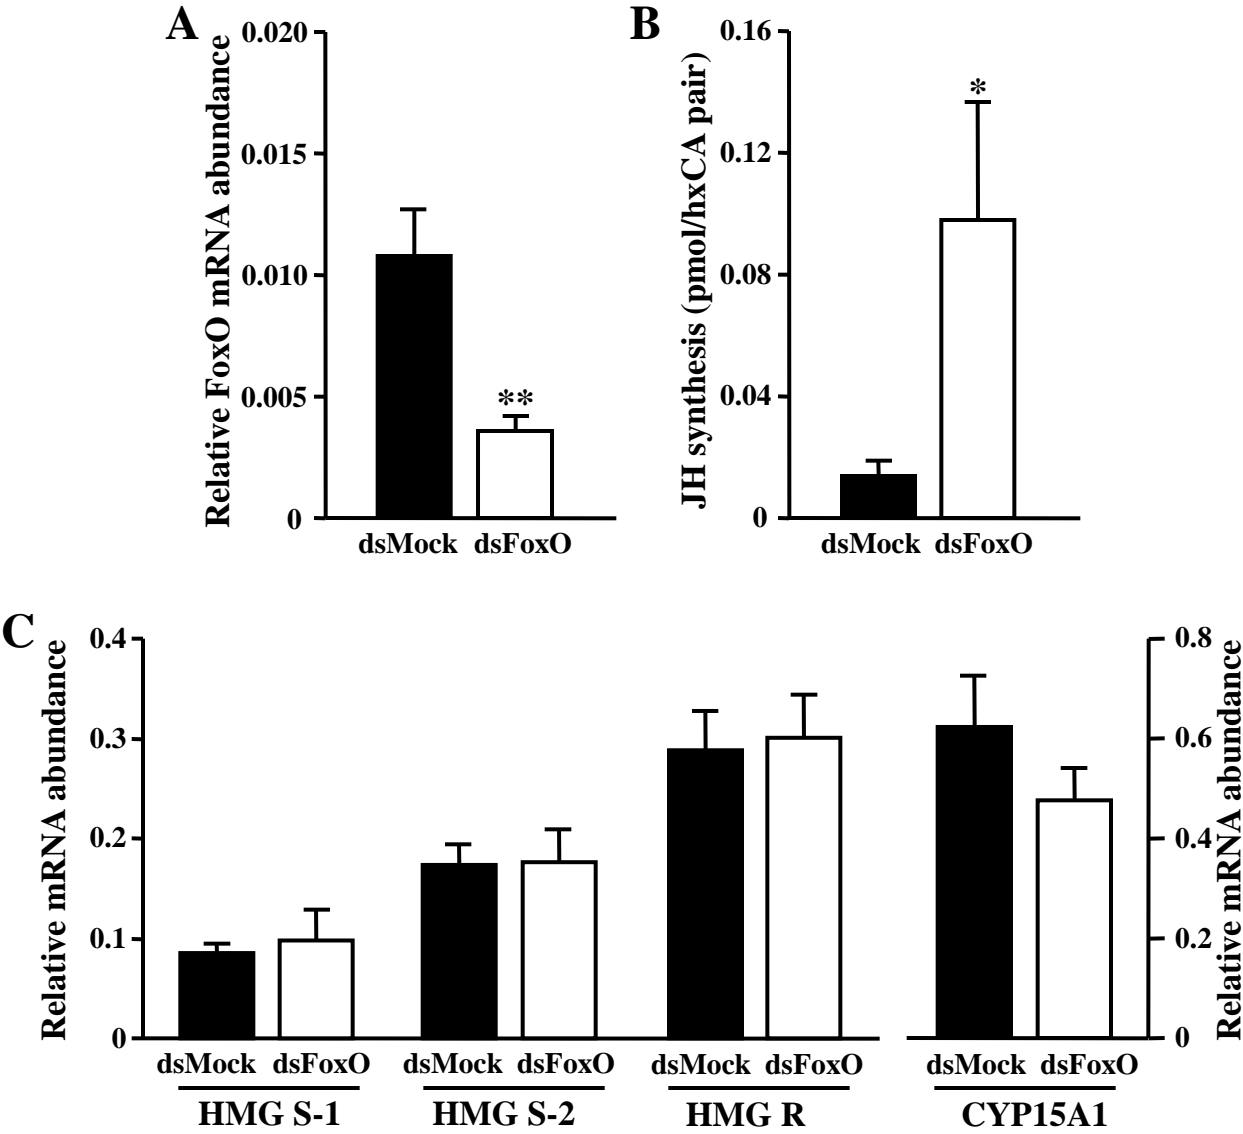 A
Relative FoxO mRNA abundance
0.020
0.015
0.010
0.005
0
**
dsMock dsFoxO
B
JH synthesis (pmol/hxCA pair)
0.16
0.12
0.08
0.04
0
*
dsMock dsFoxO
C
Relative mRNA abundance
0.4
0.3
0.2
0.1
0
dsMock dsFoxO
HMG S-1
dsMock dsFoxO
HMG S-2
dsMock dsFoxO
HMG R
dsMock dsFoxO
CYP15A1
0.8
0.6
0.4
0.2
0
Relative mRNA abundance